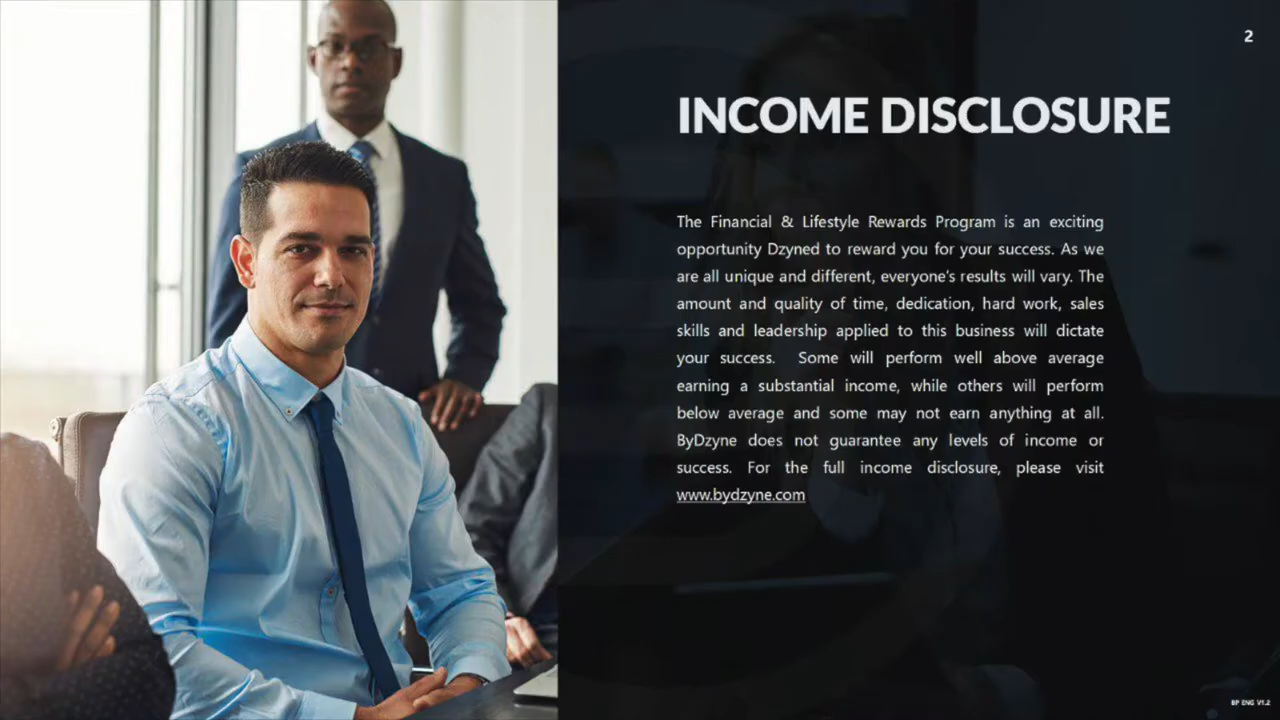 2
INCOME DISCLOSURE
The Financial & Lifestyle Rewards Program is an exciting
opportunity Dzyned to reward you for your success. As we
are all unique and different, everyone's results will vary. The
amount and quality of time, dedication, hard work, sales
skills and leadership applied to this business will dictate
your success. Some will perform well above average
earning a substantial income, while others will perform
below average and some may not earn anything at all.
ByDzyne does not guarantee any levels of income or
success. For the full income disclosure, please visit
www.bydzyne.com
BP ENG V1.2